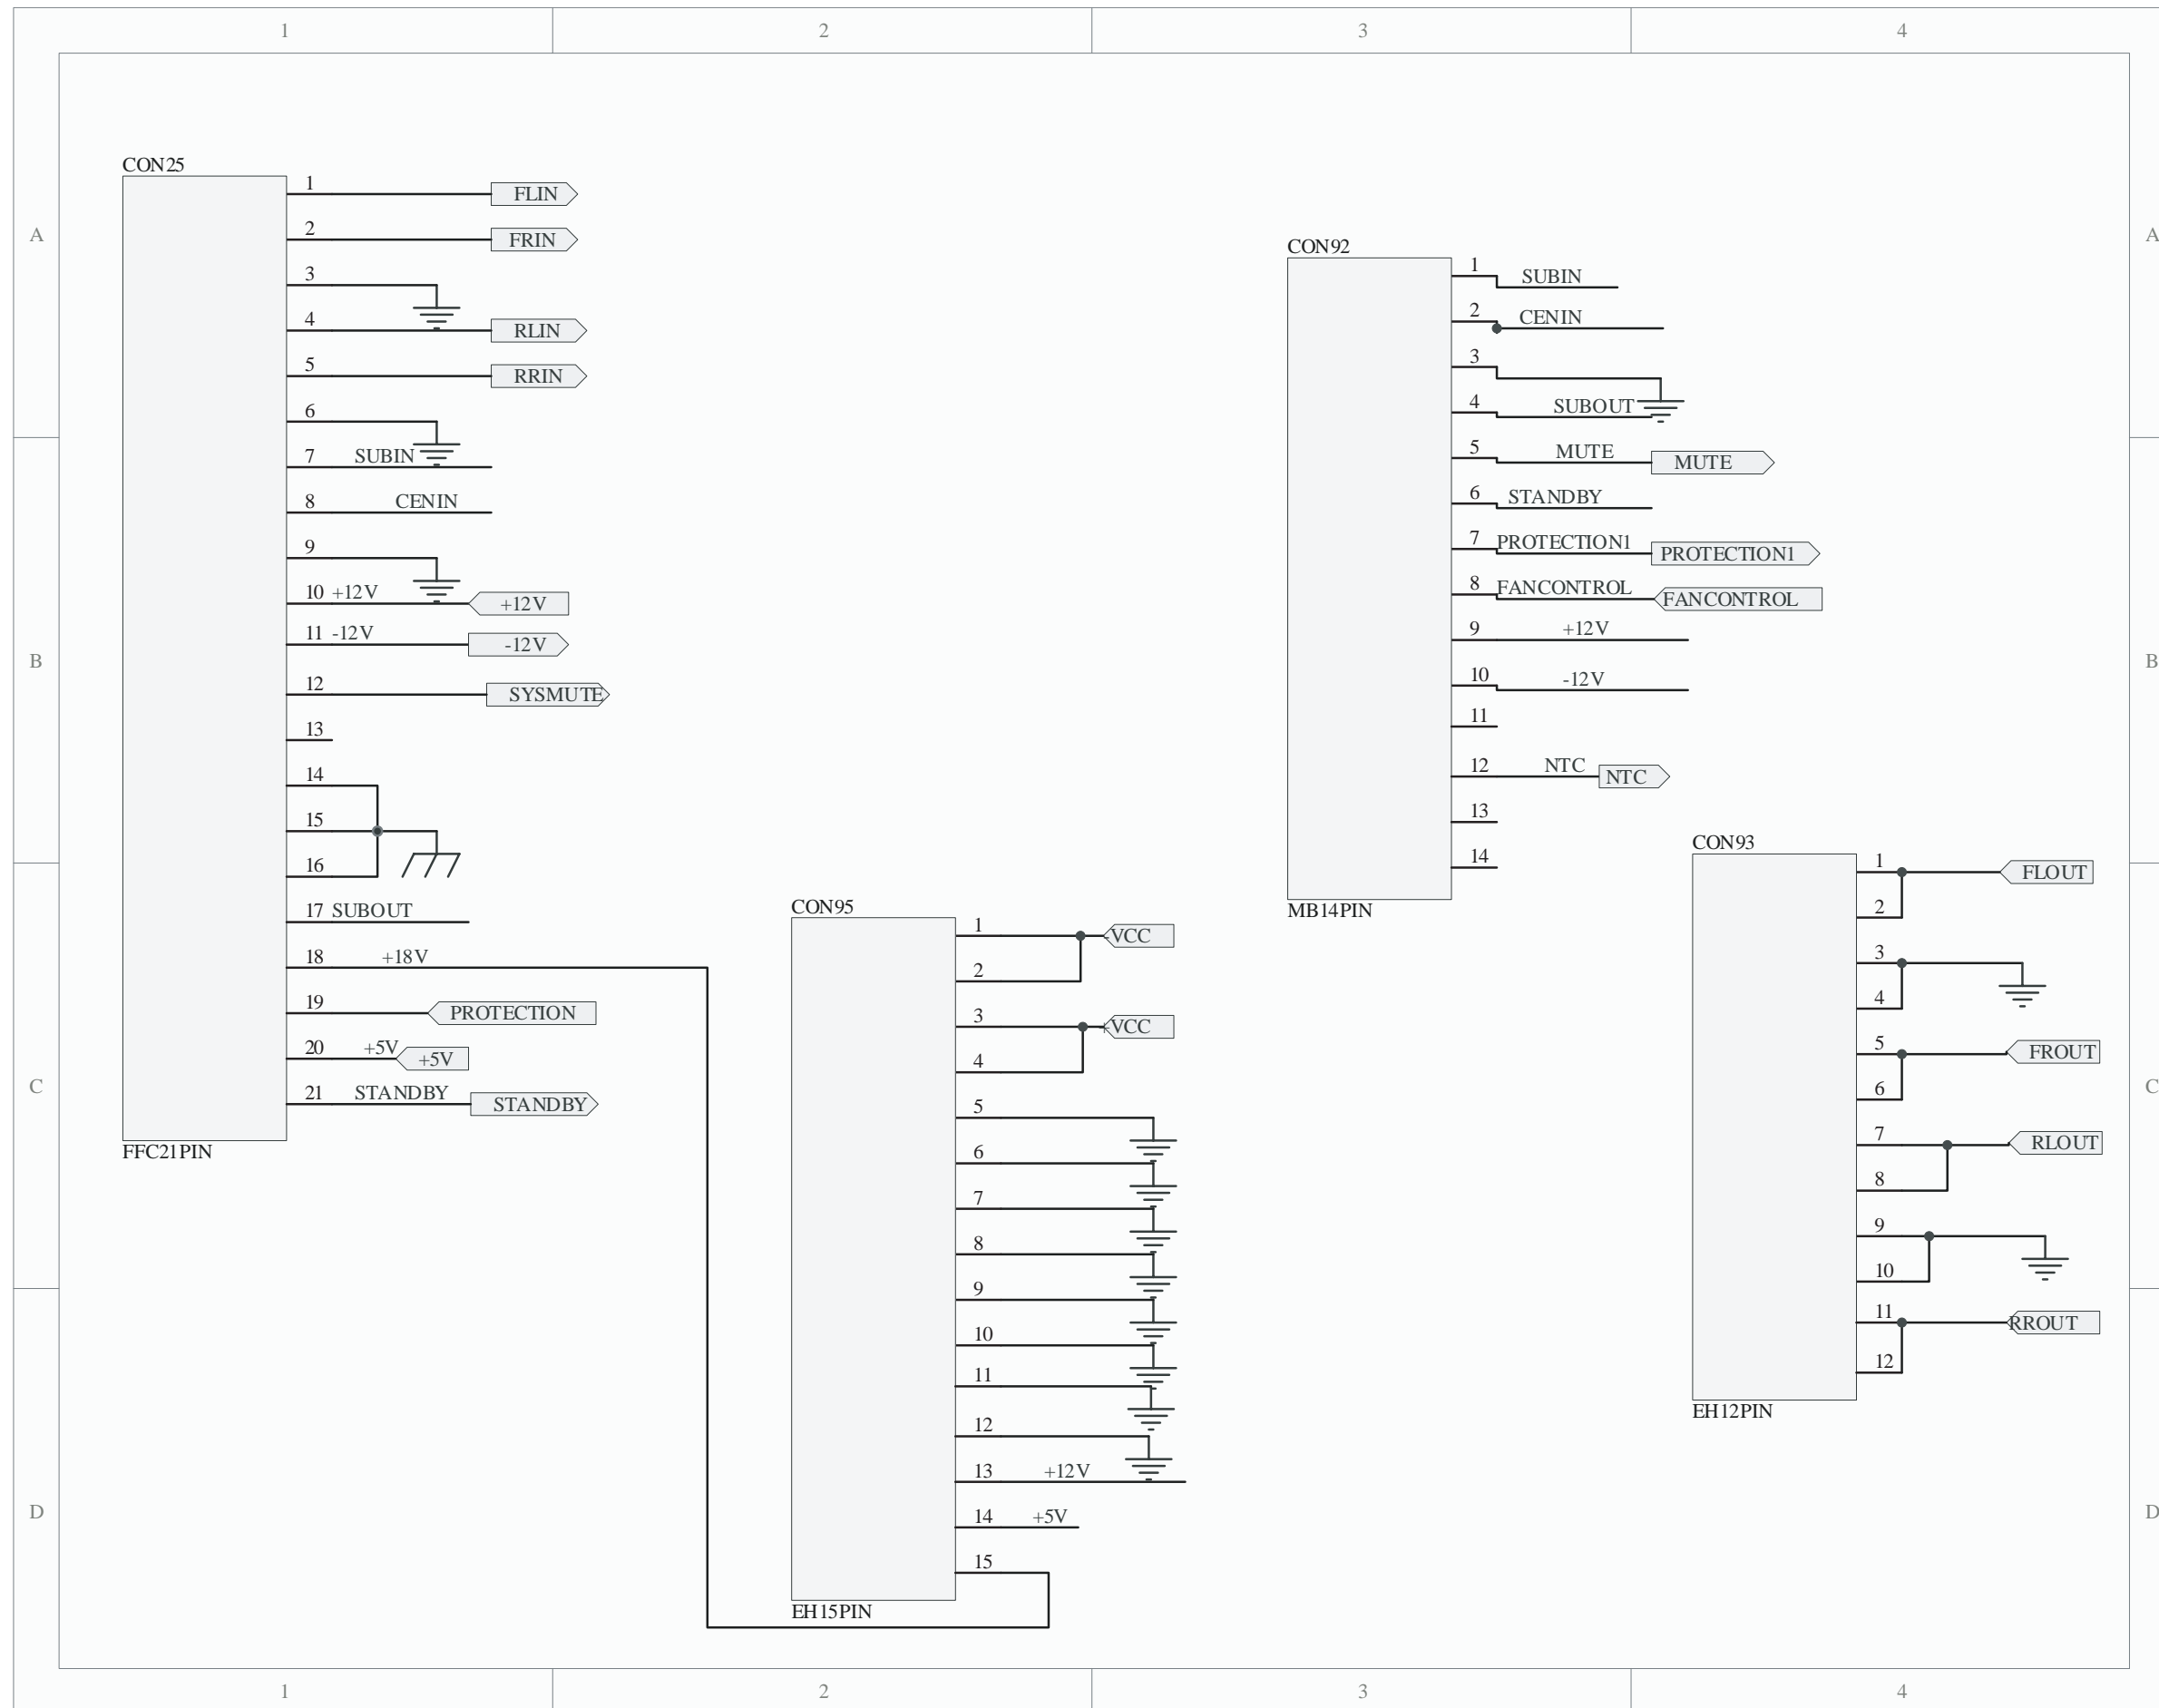 1 2 3 4
A A
B B
C C
D D
CON25
1 FLIN
2 FRIN
3
4 RLIN
5 RRIN
6
7 SUBIN
8 CENIN
9
10 +12V +12V
11 -12V -12V
12 SYSMUTE
13
14
15
16
17 SUBOUT
18 +18V
19 PROTECTION
20 +5V +5V
21 STANDBY STANDBY
FFC21PIN
CON92
1 SUBIN
2 CENIN
3
4 SUBOUT
5 MUTE MUTE
6 STANDBY
7 PROTECTION1 PROTECTION1
8 FANCONTROL FANCONTROL
9 +12V
10 -12V
11
12 NTC NTC
13
14
MB14PIN
CON95
1 -VCC
2
3 +VCC
4
5
6
7
8
9
10
11
12
13 +12V
14 +5V
15
EH15PIN
CON93
1 FLOUT
2
3
4
5 FROUT
6
7 RLOUT
8
9
10
11 RROUT
12
EH12PIN
1 2 3 4